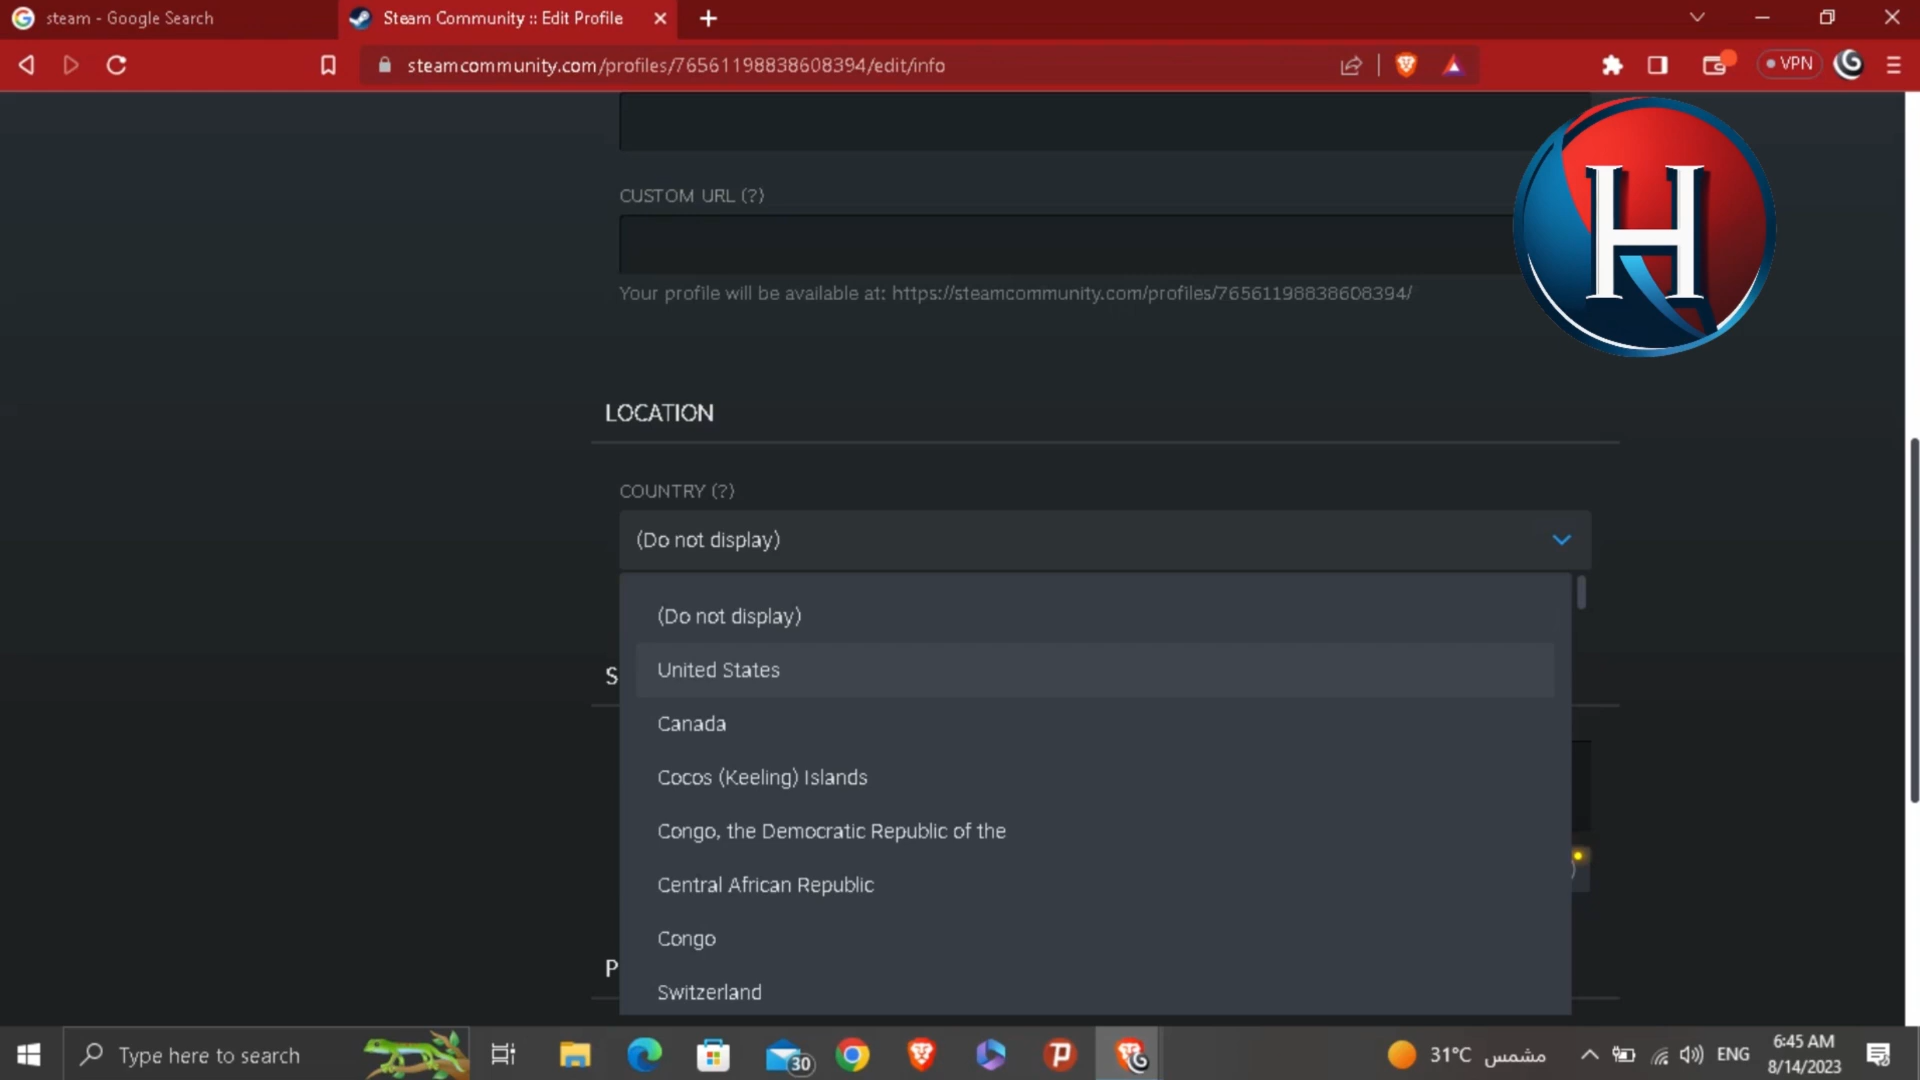 steam - Google Search
Steam Community :: Edit Profile
steamcommunity.com/profiles/76561198838608394/edit/info
VPN
H
CUSTOM URL (?)
Your profile will be available at: https://steamcommunity.com/profiles/76561198838608394/
LOCATION
COUNTRY (?)
(Do not display)
(Do not display)
United States
S
Canada
Cocos (Keeling) Islands
Congo, the Democratic Republic of the
Central African Republic
Congo
P
Switzerland
Type here to search
30
31°C مشمس
ENG
6:45 AM
8/14/2023